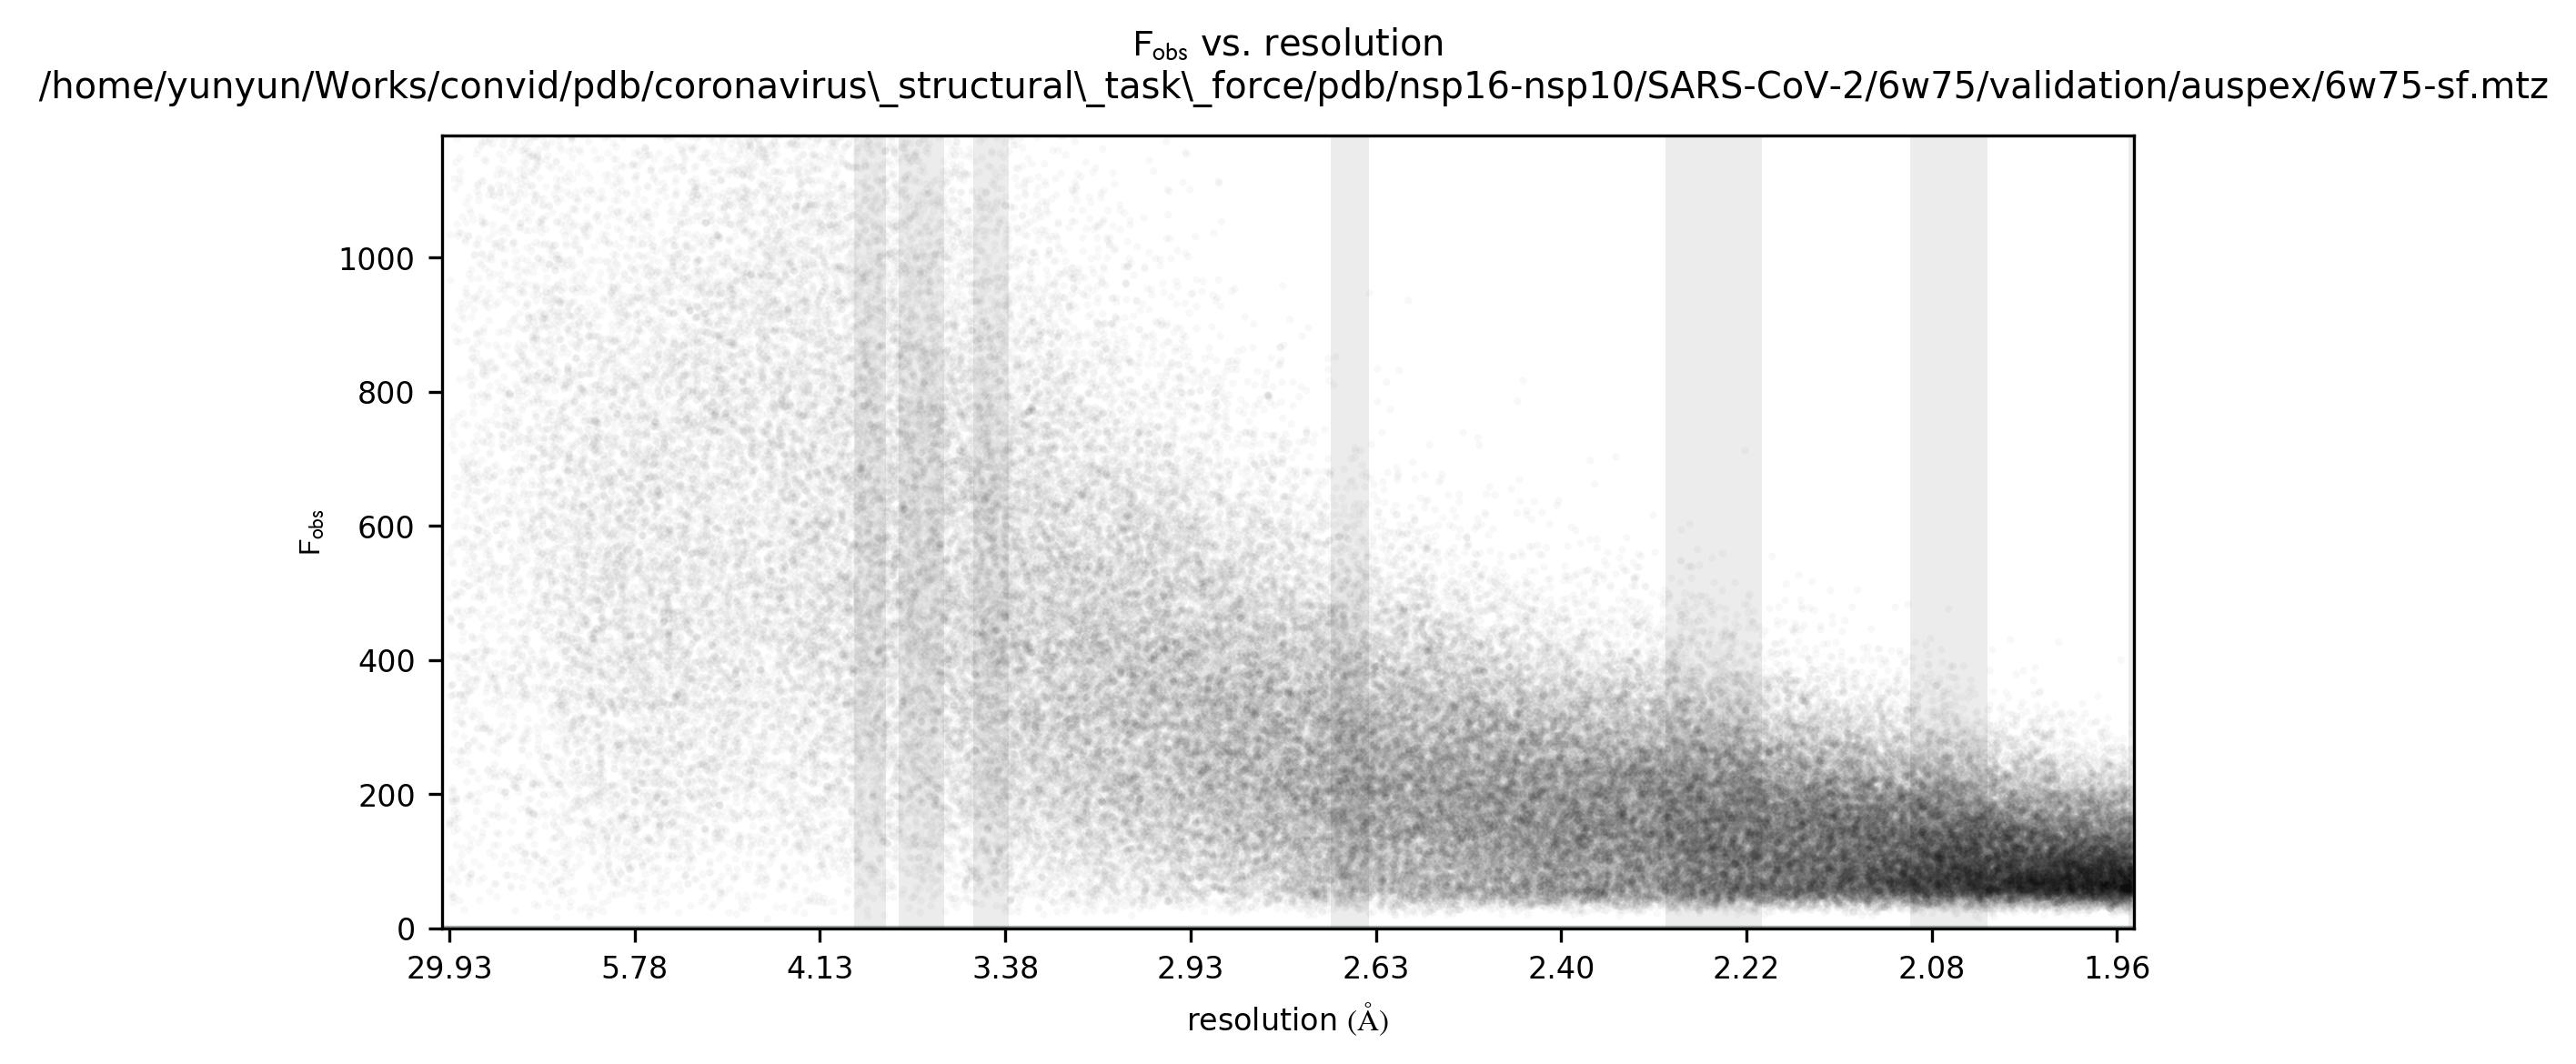 Fobs vs. resolution
/home/yunyun/Works/convid/pdb/coronavirus\_structural\_task\_force/pdb/nsp16-nsp10/SARS-CoV-2/6w75/validation/auspex/6w75-sf.mtz
1000
800
600
400
200
0
Fobs
29.93 5.78 4.13 3.38 2.93 2.63 2.40 2.22 2.08 1.96
resolution (Å)